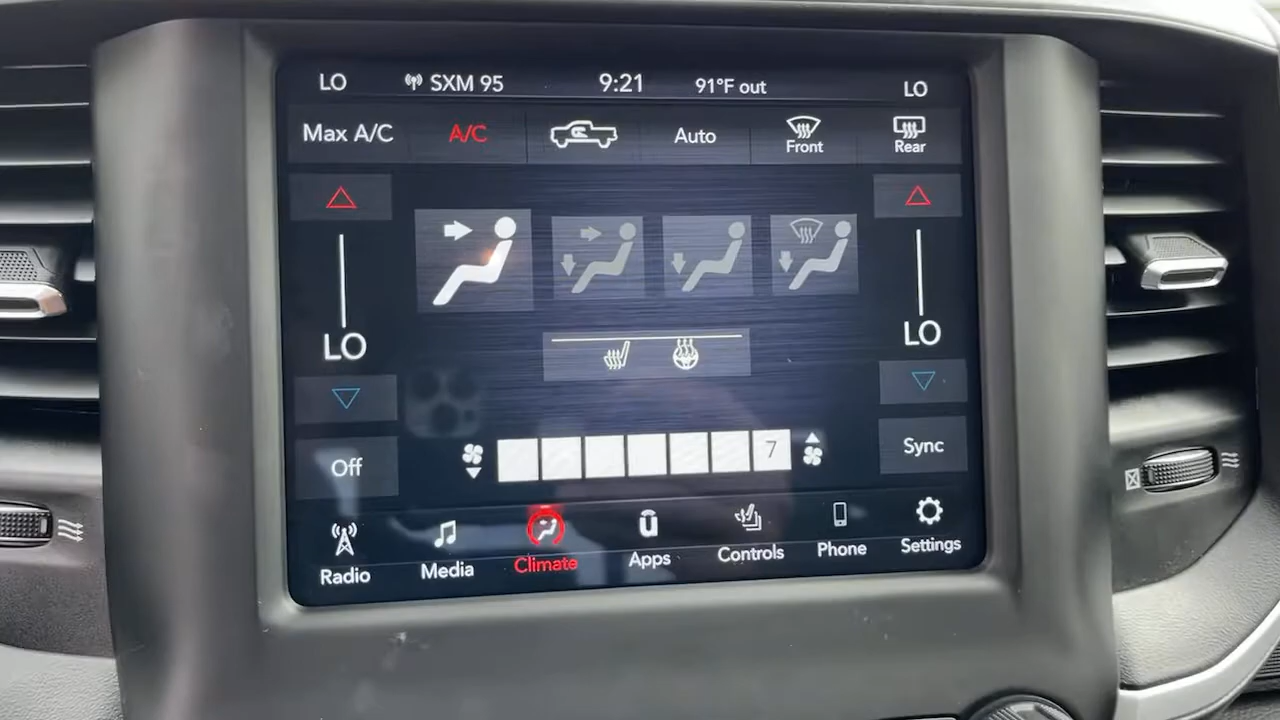 LO SXM 95 9:21 91°F out LO
Max A/C A/C Auto Front Rear
LO LO
7
Off Sync
Radio Media Climate Apps Controls Phone Settings